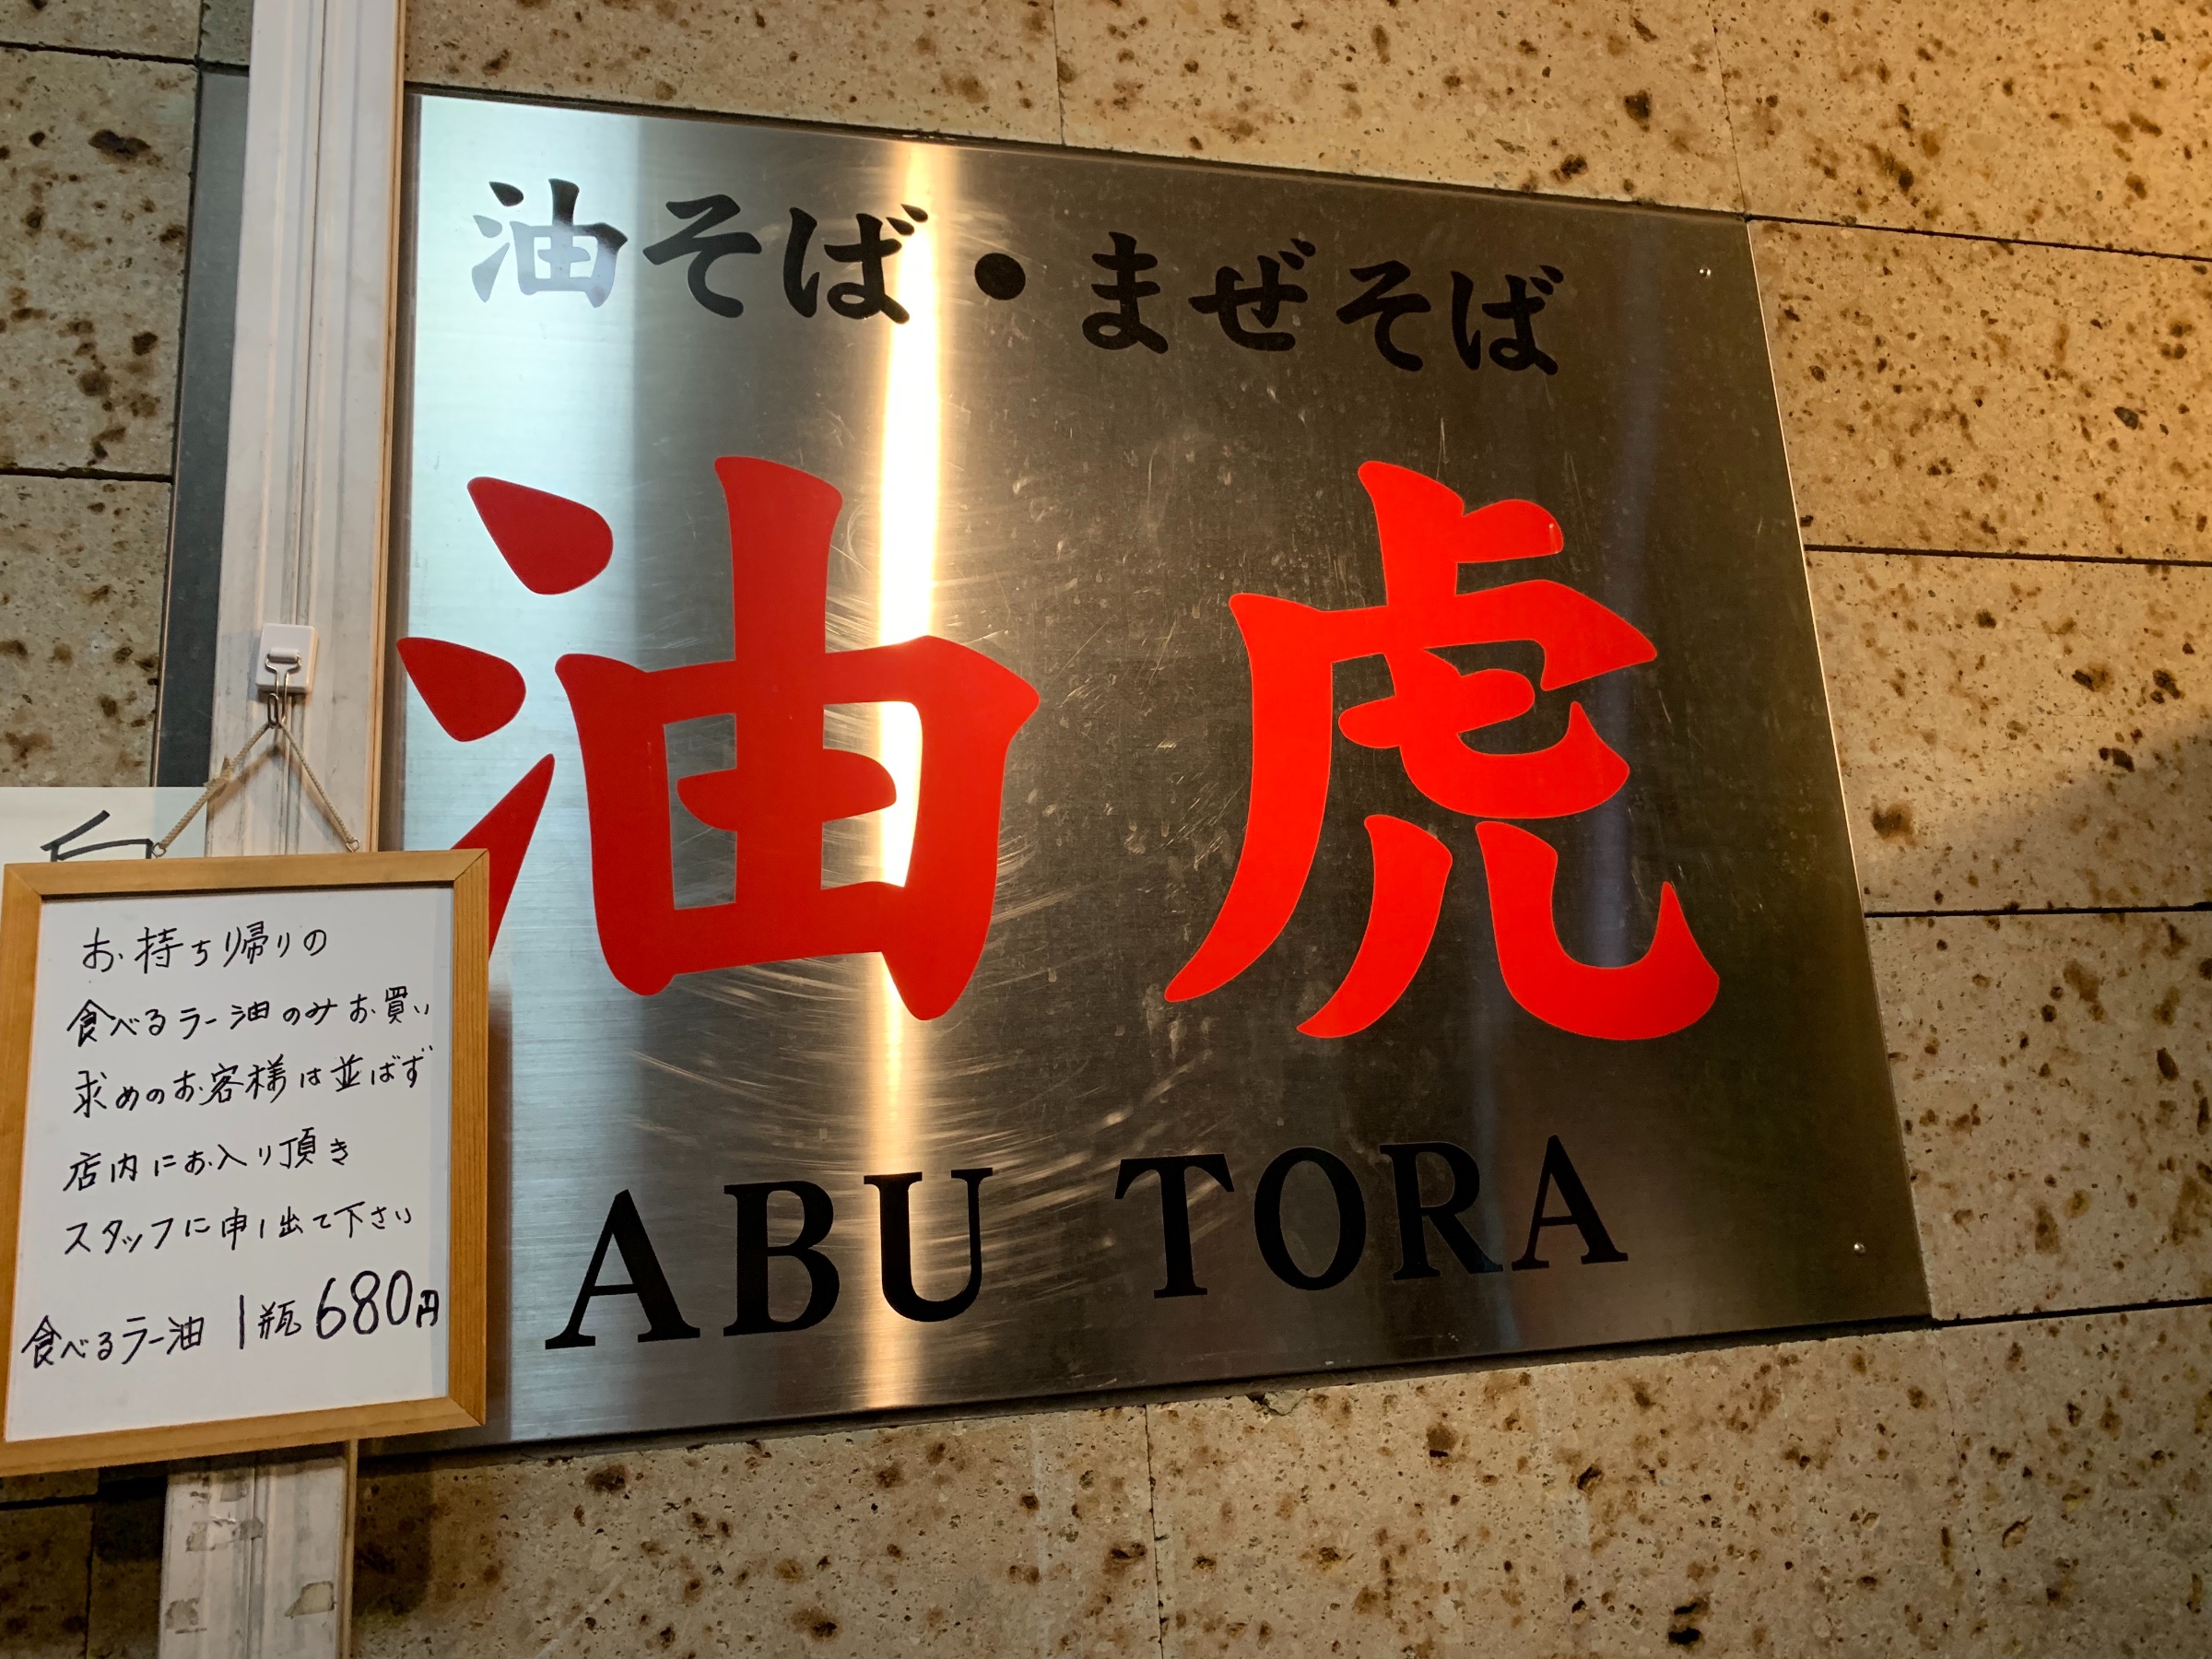 油そば・まぜそば
油虎
ABU TORA
お持ち帰りの
食べるラー油のみお買い
求めのお客様は並ばず
店内にお入り頂き
スタッフに申し出て下さい
食べるラー油 1瓶680円